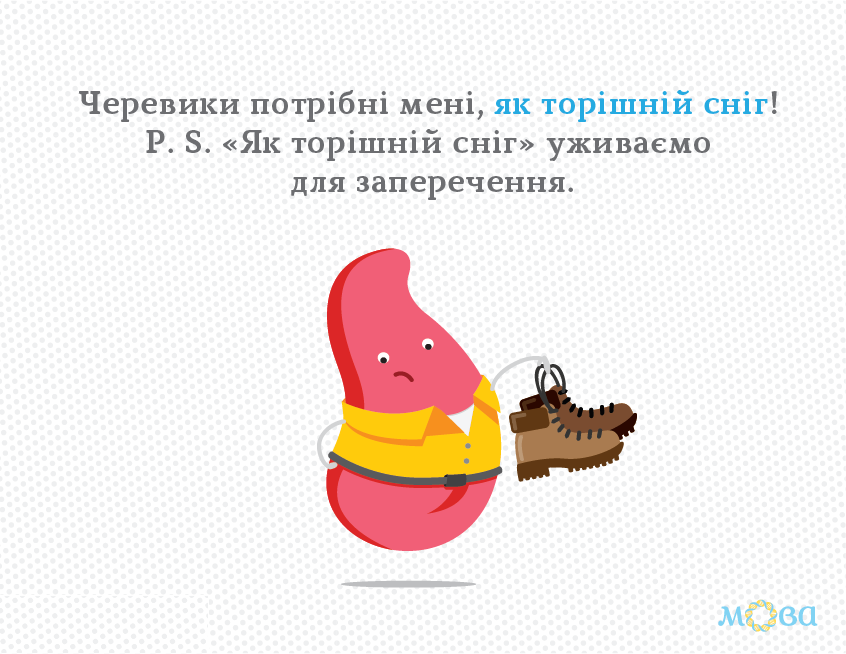 Черевики потрібні мені, як торішній сніг!
P. S. «Як торішній сніг» уживаємо
для заперечення.
мова